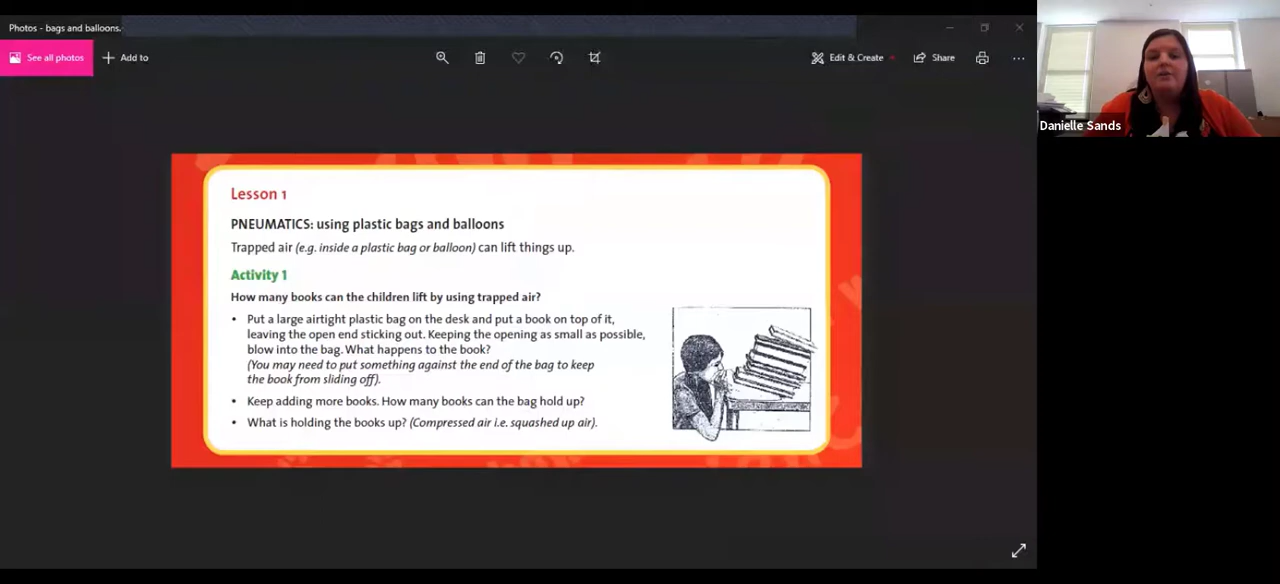 Photos - bags and balloons.
See all photos
Add to
Edit & Create
Share
Danielle Sands
Lesson 1
PNEUMATICS: using plastic bags and balloons
Trapped air (e.g. inside a plastic bag or balloon) can lift things up.
Activity 1
How many books can the children lift by using trapped air?
• Put a large airtight plastic bag on the desk and put a book on top of it,
leaving the open end sticking out. Keeping the opening as small as possible,
blow into the bag. What happens to the book?
(You may need to put something against the end of the bag to keep
the book from sliding off).
• Keep adding more books. How many books can the bag hold up?
• What is holding the books up? (Compressed air i.e. squashed up air).